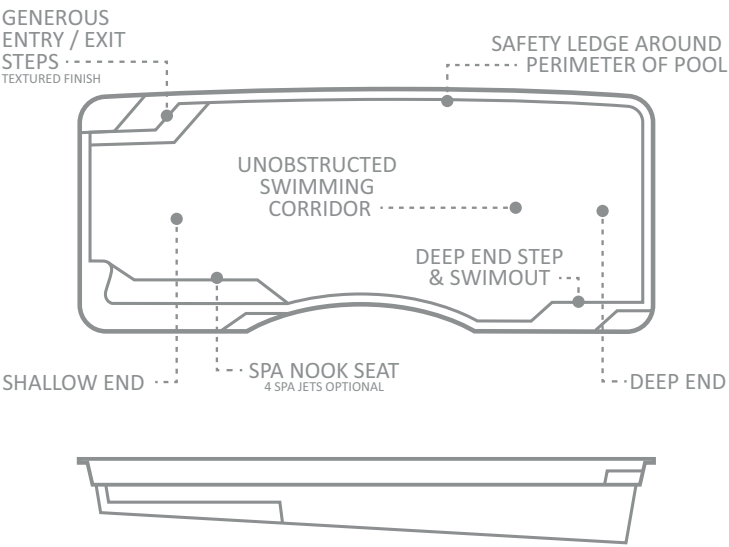 GENEROUS
ENTRY / EXIT
STEPS
TEXTURED FINISH
SAFETY LEDGE AROUND
PERIMETER OF POOL
UNOBSTRUCTED
SWIMMING
CORRIDOR
DEEP END STEP
& SWIMOUT
SHALLOW END
SPA NOOK SEAT
4 SPA JETS OPTIONAL
DEEP END